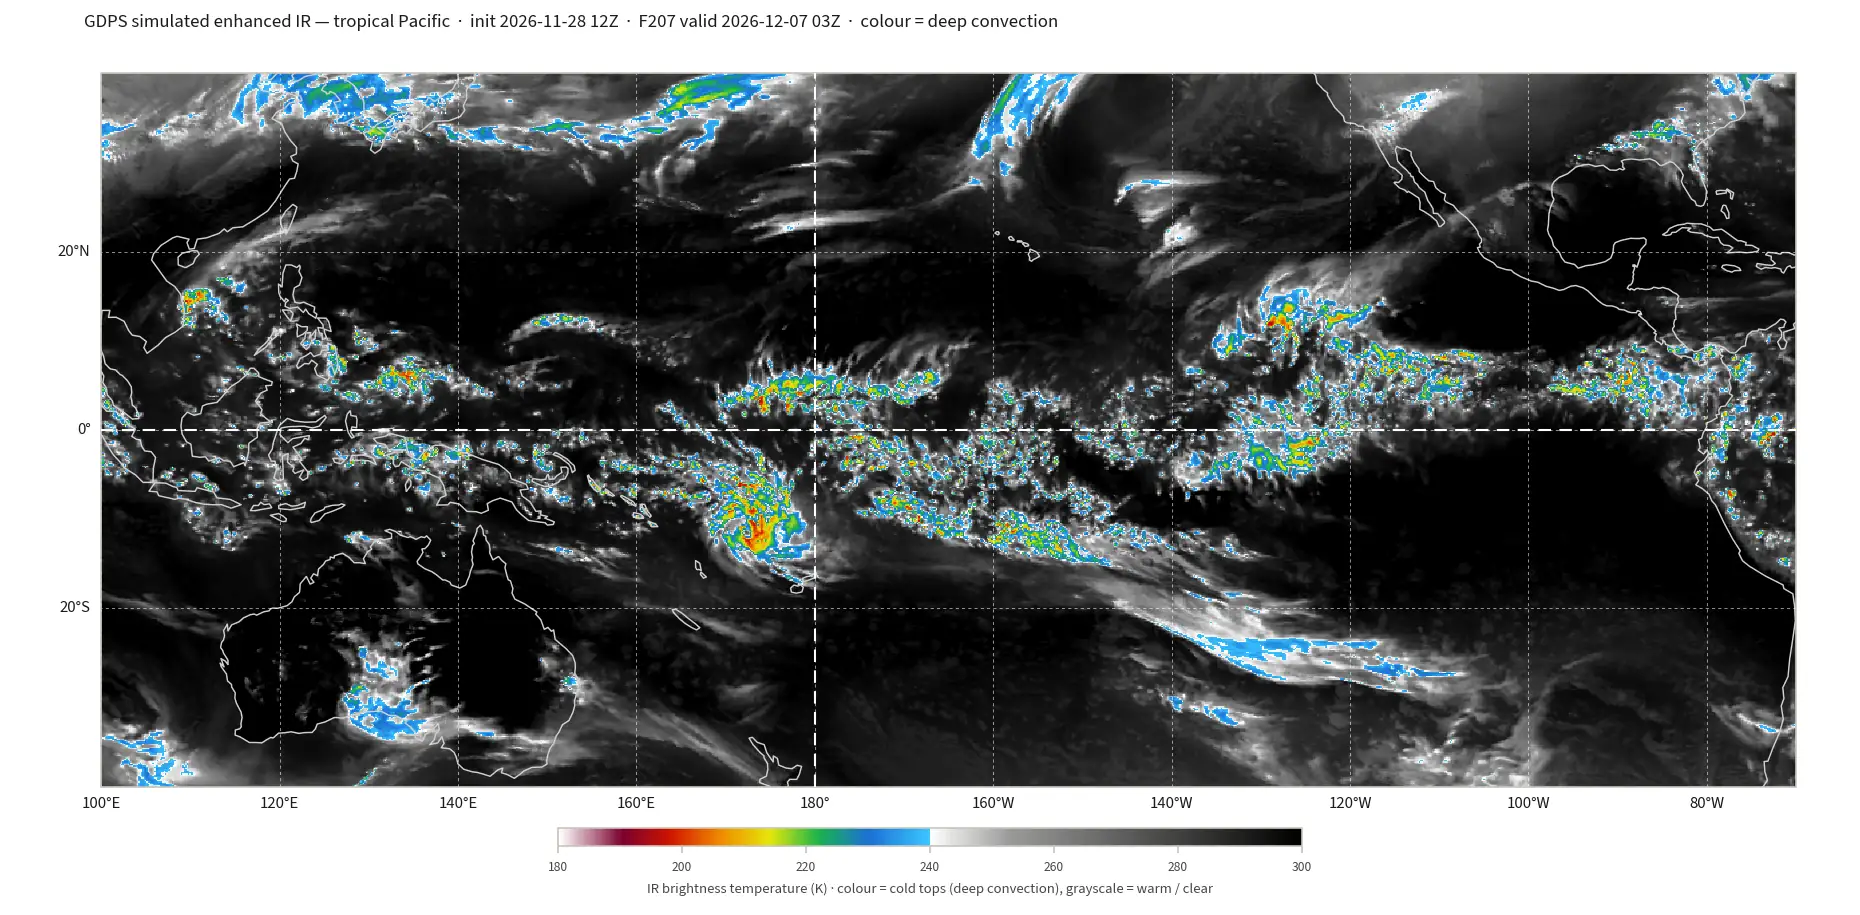 GDPS simulated enhanced IR — tropical Pacific · init 2026-11-28 12Z · F207 valid 2026-12-07 03Z · colour = deep convection
20°N
0°
20°S
100°E 120°E 140°E 160°E 180° 160°W 140°W 120°W 100°W 80°W
180 200 220 240 260 280 300
IR brightness temperature (K) · colour = cold tops (deep convection), grayscale = warm / clear